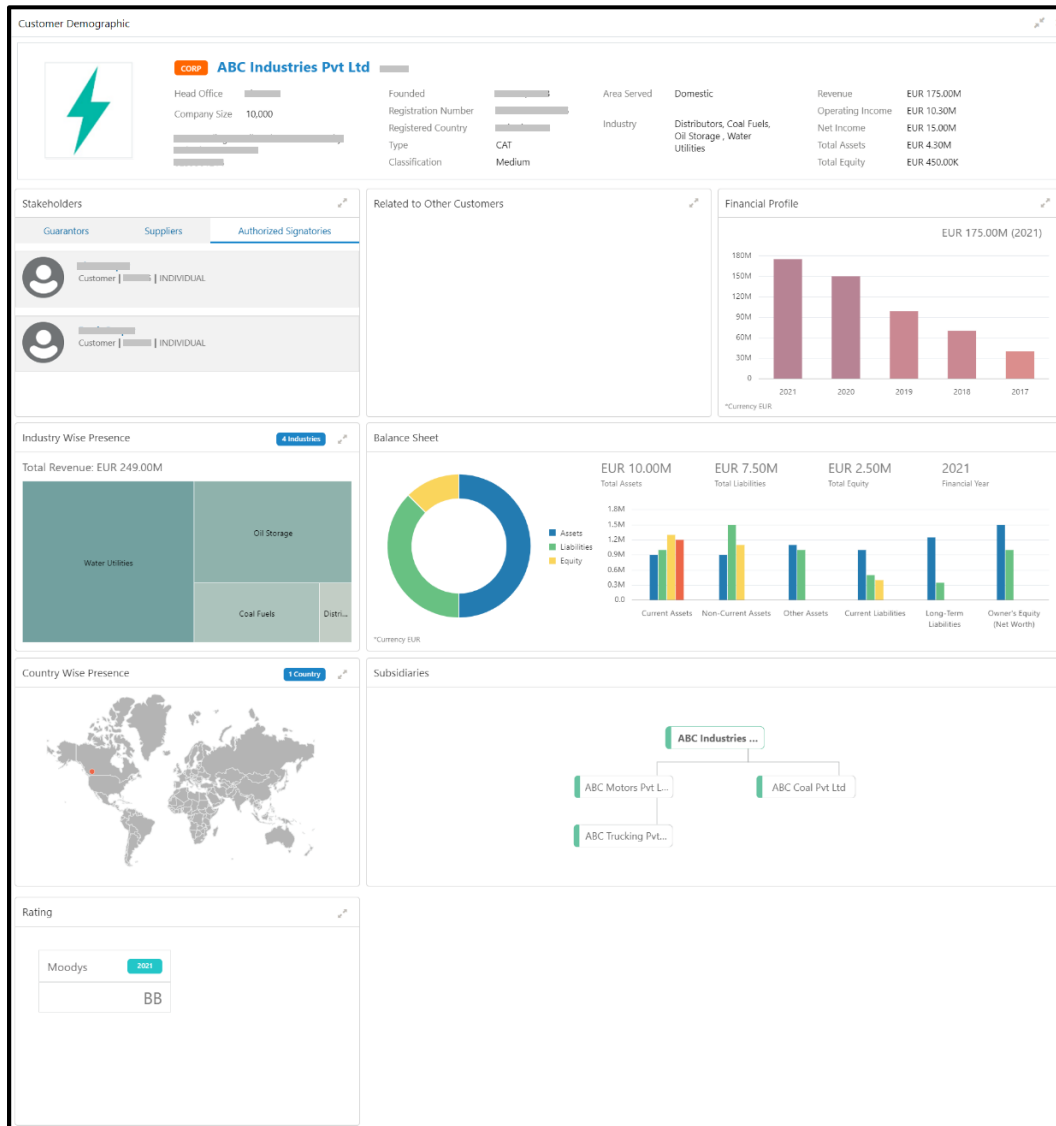 Customer Demographic
CORP ABC Industries Pvt Ltd
Head Office
Company Size 10,000
Founded
Registration Number
Registered Country
Type CAT
Classification Medium
Area Served Domestic
Industry Distributors, Coal Fuels,
Oil Storage , Water
Utilities
Revenue EUR 175.00M
Operating Income EUR 10.30M
Net Income EUR 15.00M
Total Assets EUR 4.30M
Total Equity EUR 450.00K
Stakeholders
Guarantors Suppliers Authorized Signatories
Customer | | INDIVIDUAL
Customer | | INDIVIDUAL
Related to Other Customers
Financial Profile
EUR 175.00M (2021)
180M
150M
120M
90M
60M
30M
0
2021 2020 2019 2018 2017
*Currency EUR
Industry Wise Presence 4 Industries
Total Revenue: EUR 249.00M
Water Utilities
Oil Storage
Coal Fuels
Distri...
Balance Sheet
Assets
Liabilities
Equity
*Currency EUR
EUR 10.00M EUR 7.50M EUR 2.50M 2021
Total Assets Total Liabilities Total Equity Financial Year
1.8M
1.5M
1.2M
0.9M
0.6M
0.3M
0.0
Current Assets Non-Current Assets Other Assets Current Liabilities Long-Term Owner's Equity
Liabilities (Net Worth)
Country Wise Presence 1 Country
Subsidiaries
ABC Industries ...
ABC Motors Pvt L... ABC Coal Pvt Ltd
ABC Trucking Pvt...
Rating
Moodys 2021
BB